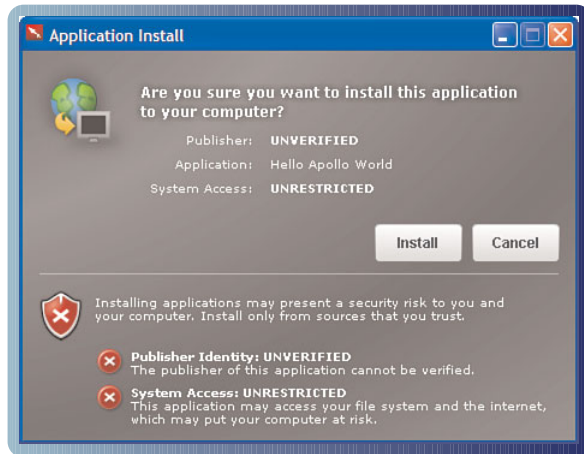 Application Install
Are you sure you want to install this application
to your computer?
Publisher: UNVERIFIED
Application: Hello Apollo World
System Access: UNRESTRICTED
Install Cancel
Installing applications may present a security risk to you and
your computer. Install only from sources that you trust.
Publisher Identity: UNVERIFIED
The publisher of this application cannot be verified.
System Access: UNRESTRICTED
This application may access your file system and the internet,
which may put your computer at risk.